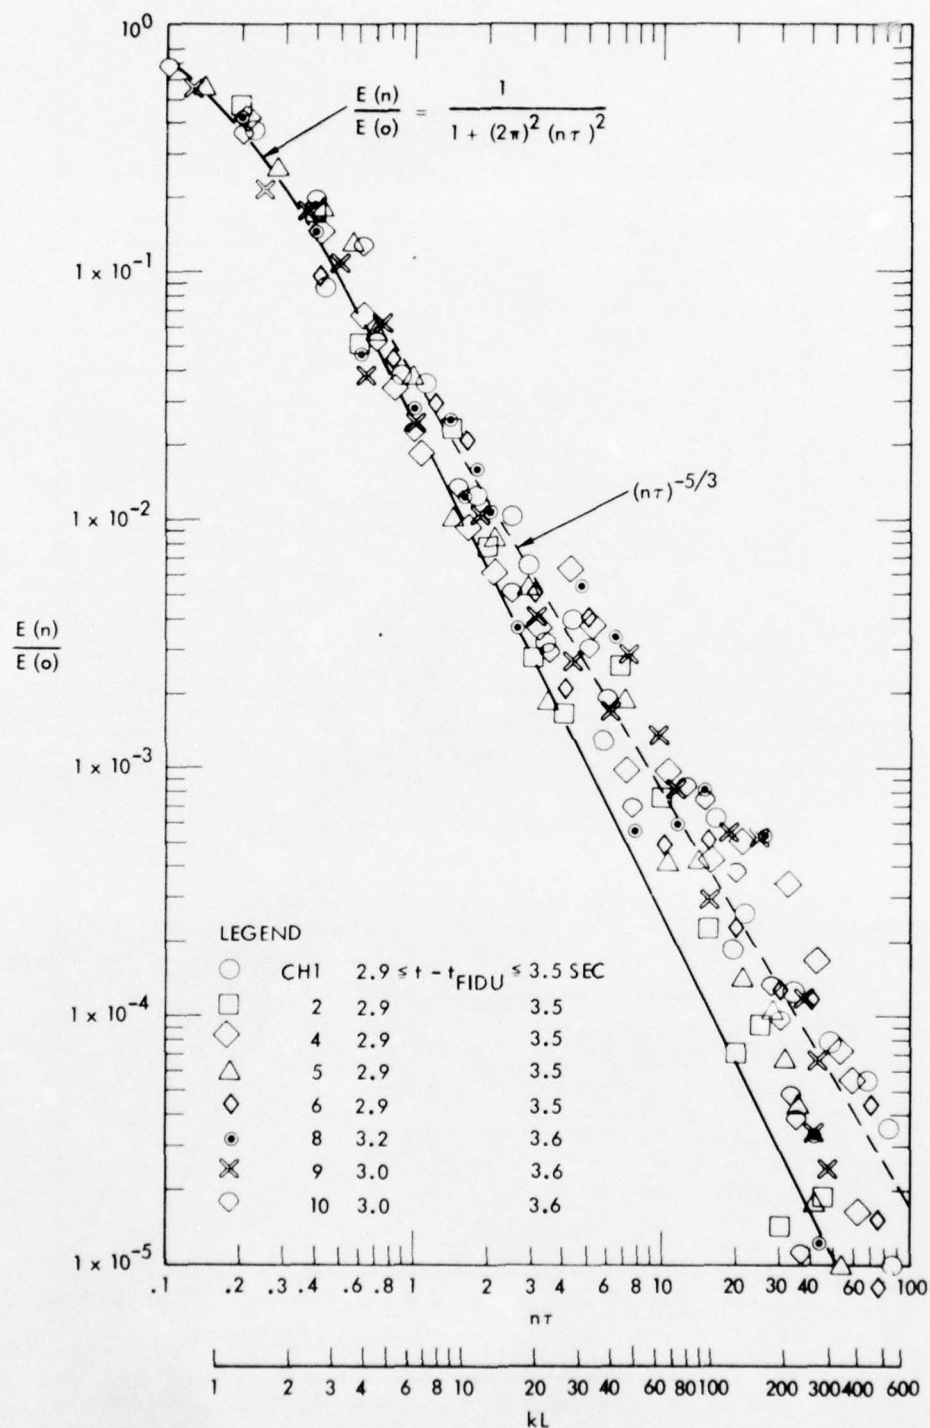 10⁰
E (n)
E (o)
=
1
1 + (2π)² (nτ)²
1 × 10⁻¹
(nτ)⁻⁵/³
1 × 10⁻²
E (n)
E (o)
1 × 10⁻³
LEGEND
CH1 2.9 ≤ t - tFIDU ≤ 3.5 SEC
2 2.9 3.5
1 × 10⁻⁴
4 2.9 3.5
5 2.9 3.5
6 2.9 3.5
8 3.2 3.6
9 3.0 3.6
10 3.0 3.6
1 × 10⁻⁵
.1 .2 .3 .4 .6 .8 1 2 3 4 6 8 10 20 30 40 60 100
nτ
1 2 3 4 6 8 10 20 30 40 60 80 100 200 300 400 600
kL